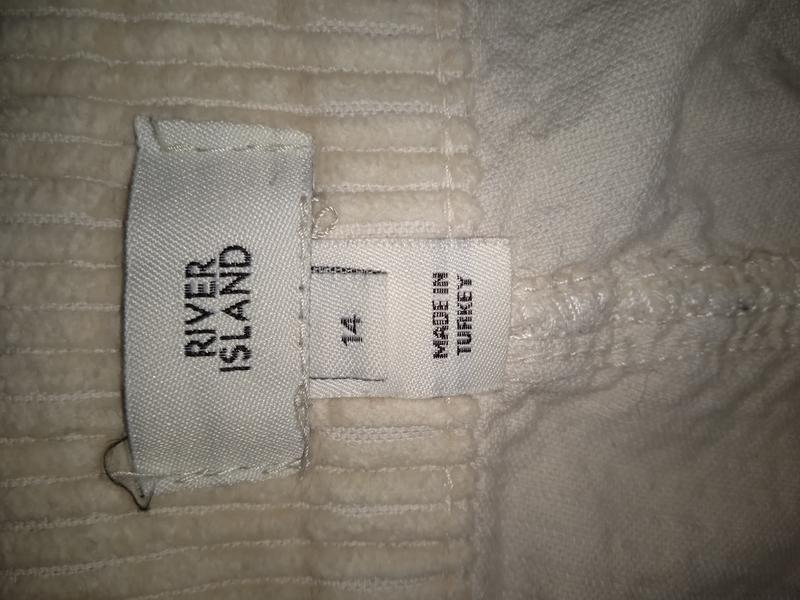 RIVER
ISLAND
14
MADE IN
TURKEY